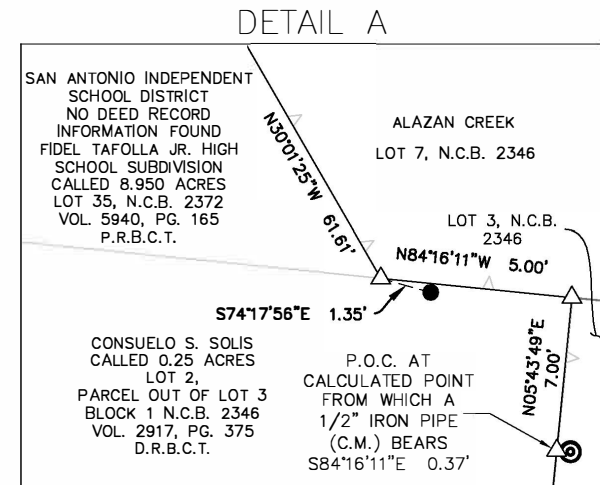 DETAIL A
SAN ANTONIO INDEPENDENT
SCHOOL DISTRICT
NO DEED RECORD
INFORMATION FOUND
FIDEL TAFOLLA JR. HIGH
SCHOOL SUBDIVISION
CALLED 8.950 ACRES
LOT 35, N.C.B. 2372
VOL. 5940, PG. 165
P.R.B.C.T.
N30°01'25"W 61.61'
ALAZAN CREEK
LOT 7, N.C.B. 2346
LOT 3, N.C.B.
2346
N84°16'11"W 5.00'
S74°17'56"E 1.35'
CONSUELO S. SOLIS
CALLED 0.25 ACRES
LOT 2,
PARCEL OUT OF LOT 3
BLOCK 1 N.C.B. 2346
VOL. 2917, PG. 375
D.R.B.C.T.
P.O.C. AT
CALCULATED POINT
FROM WHICH A
1/2" IRON PIPE
(C.M.) BEARS
S84°16'11"E 0.37'
N05°43'49"E
7.00'